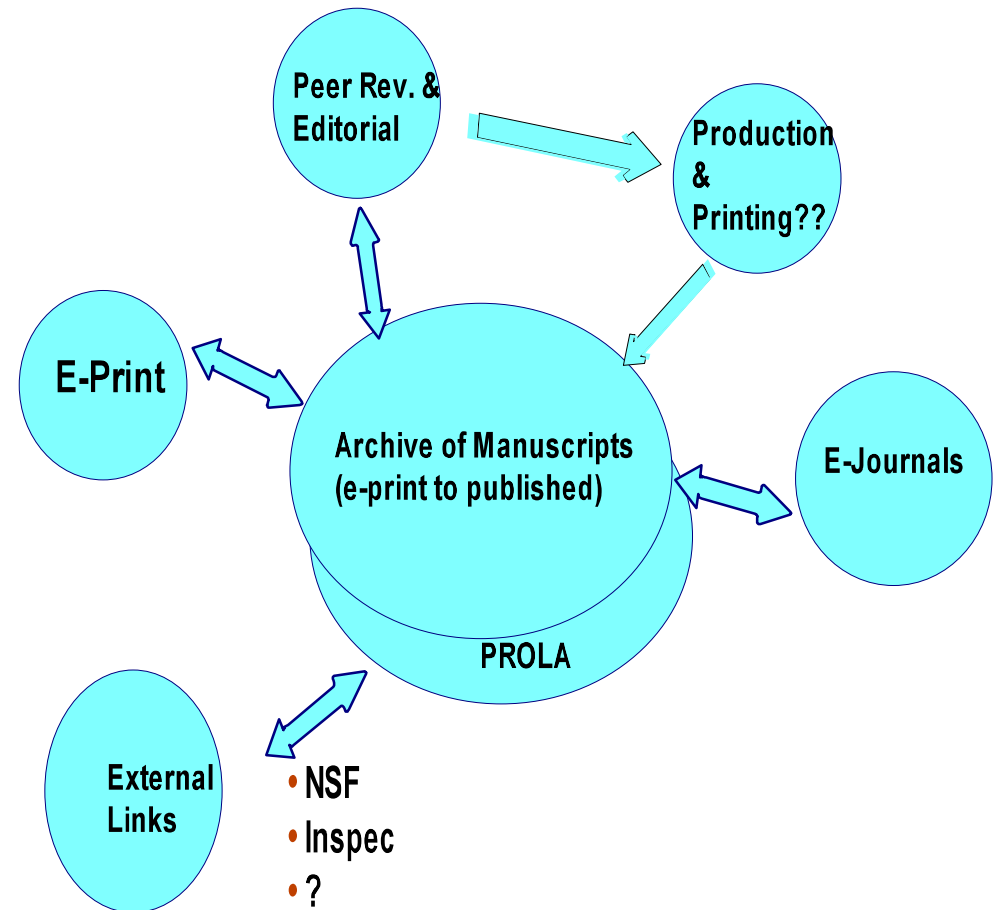 Peer Rev. &
Editorial
Production
&
Printing??
E-Print
Archive of Manuscripts
(e-print to published)
E-Journals
PROLA
External
Links
• NSF
• Inspec
• ?